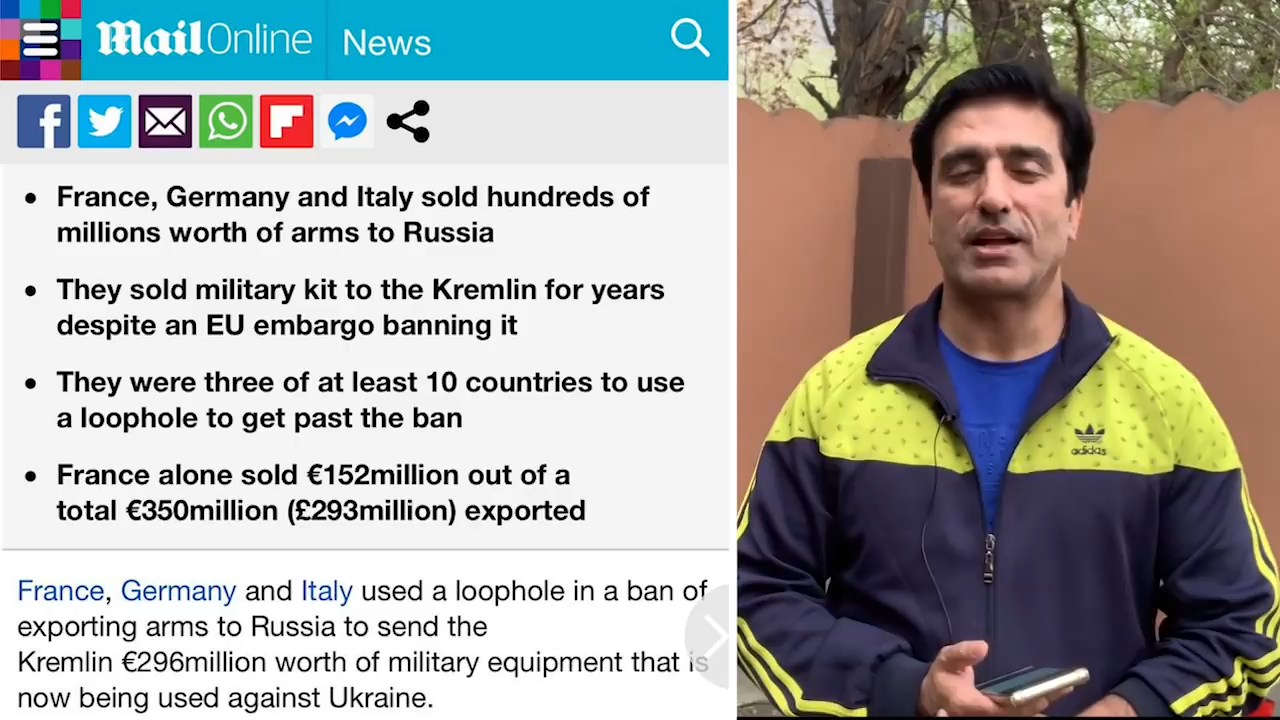 Mail Online
News
France, Germany and Italy sold hundreds of
millions worth of arms to Russia
They sold military kit to the Kremlin for years
despite an EU embargo banning it
They were three of at least 10 countries to use
a loophole to get past the ban
France alone sold €152million out of a
total €350million (£293million) exported
France, Germany and Italy used a loophole in a ban of
exporting arms to Russia to send the
Kremlin €296million worth of military equipment that is
now being used against Ukraine.
adidas